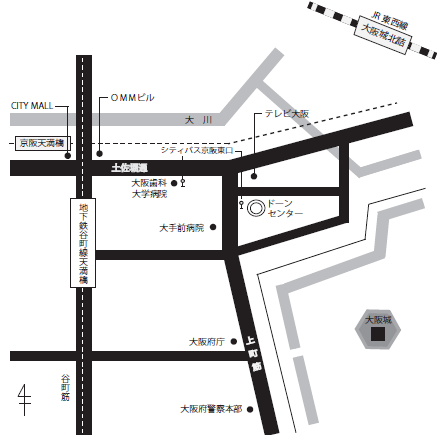 JR東西線
大阪城北詰
CITY MALL
OMMビル
大川
テレビ大阪
京阪天満橋
シティバス京阪東口
土佐堀通
大阪歯科
大学病院
ドーン
センター
地下鉄谷町線天満橋
大手前病院
大阪城
大阪府庁
上町筋
谷町筋
大阪府警察本部